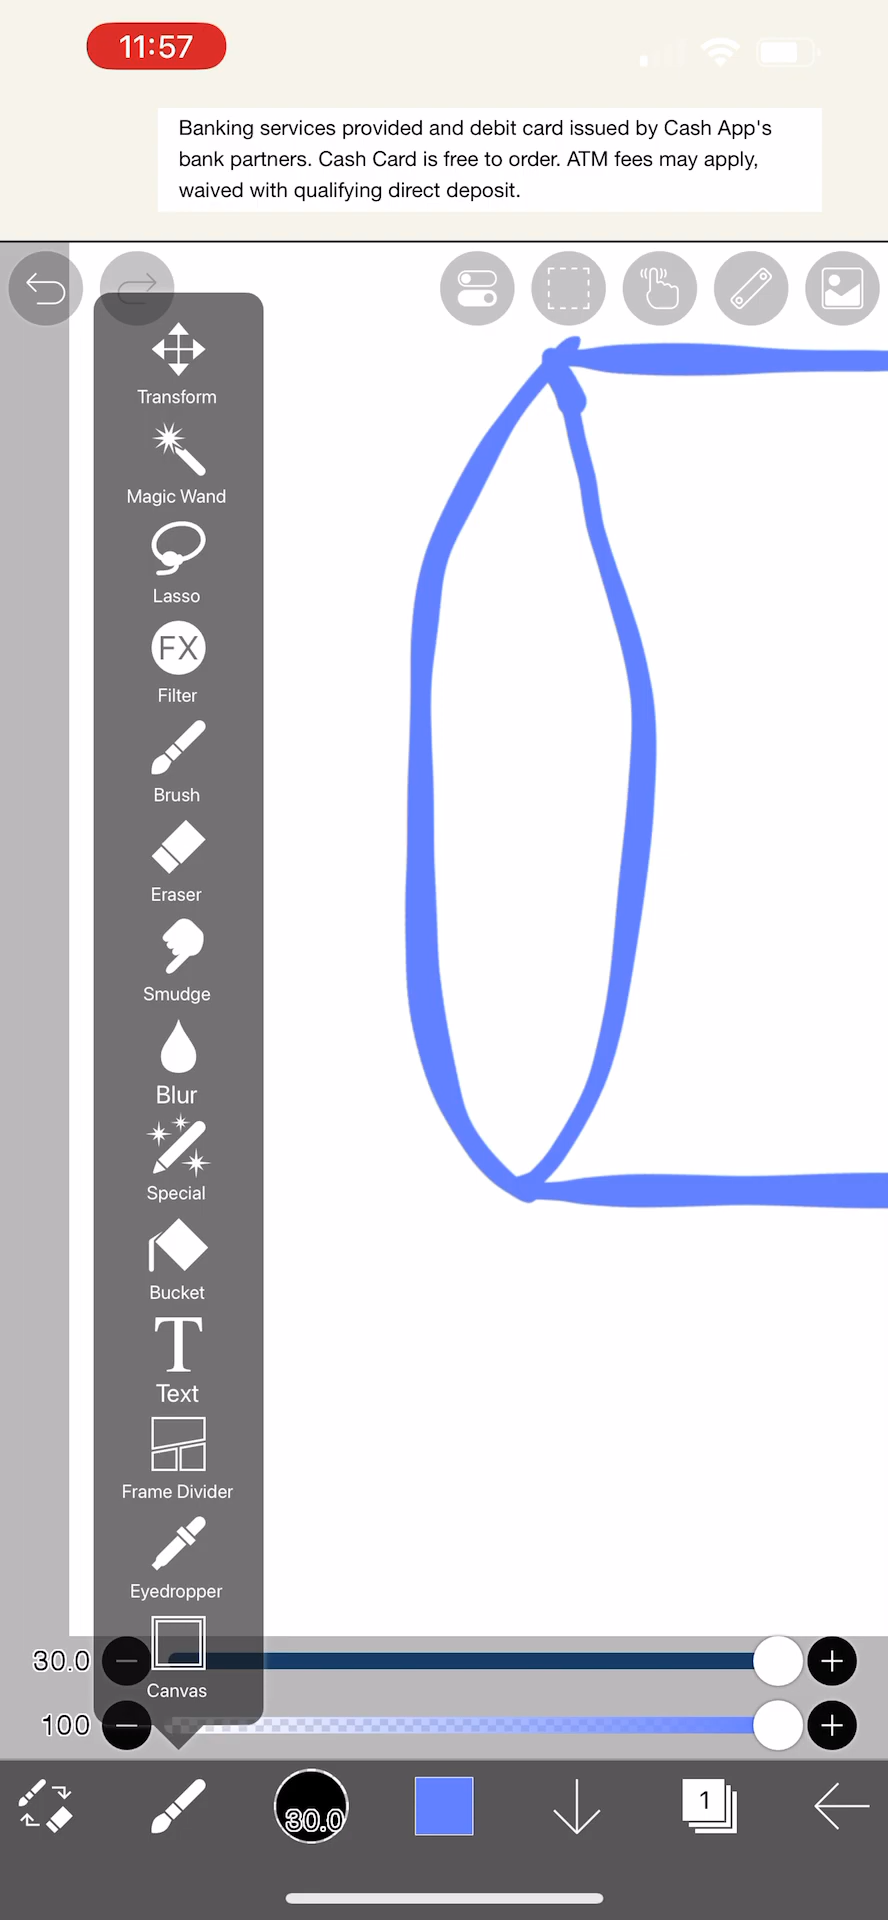 11:57
Banking services provided and debit card issued by Cash App's
bank partners. Cash Card is free to order. ATM fees may apply,
waived with qualifying direct deposit.
Transform
Magic Wand
Lasso
FX
Filter
Brush
Eraser
Smudge
Blur
Special
Bucket
T
Text
Frame Divider
Eyedropper
Canvas
30.0
100
30.0
1